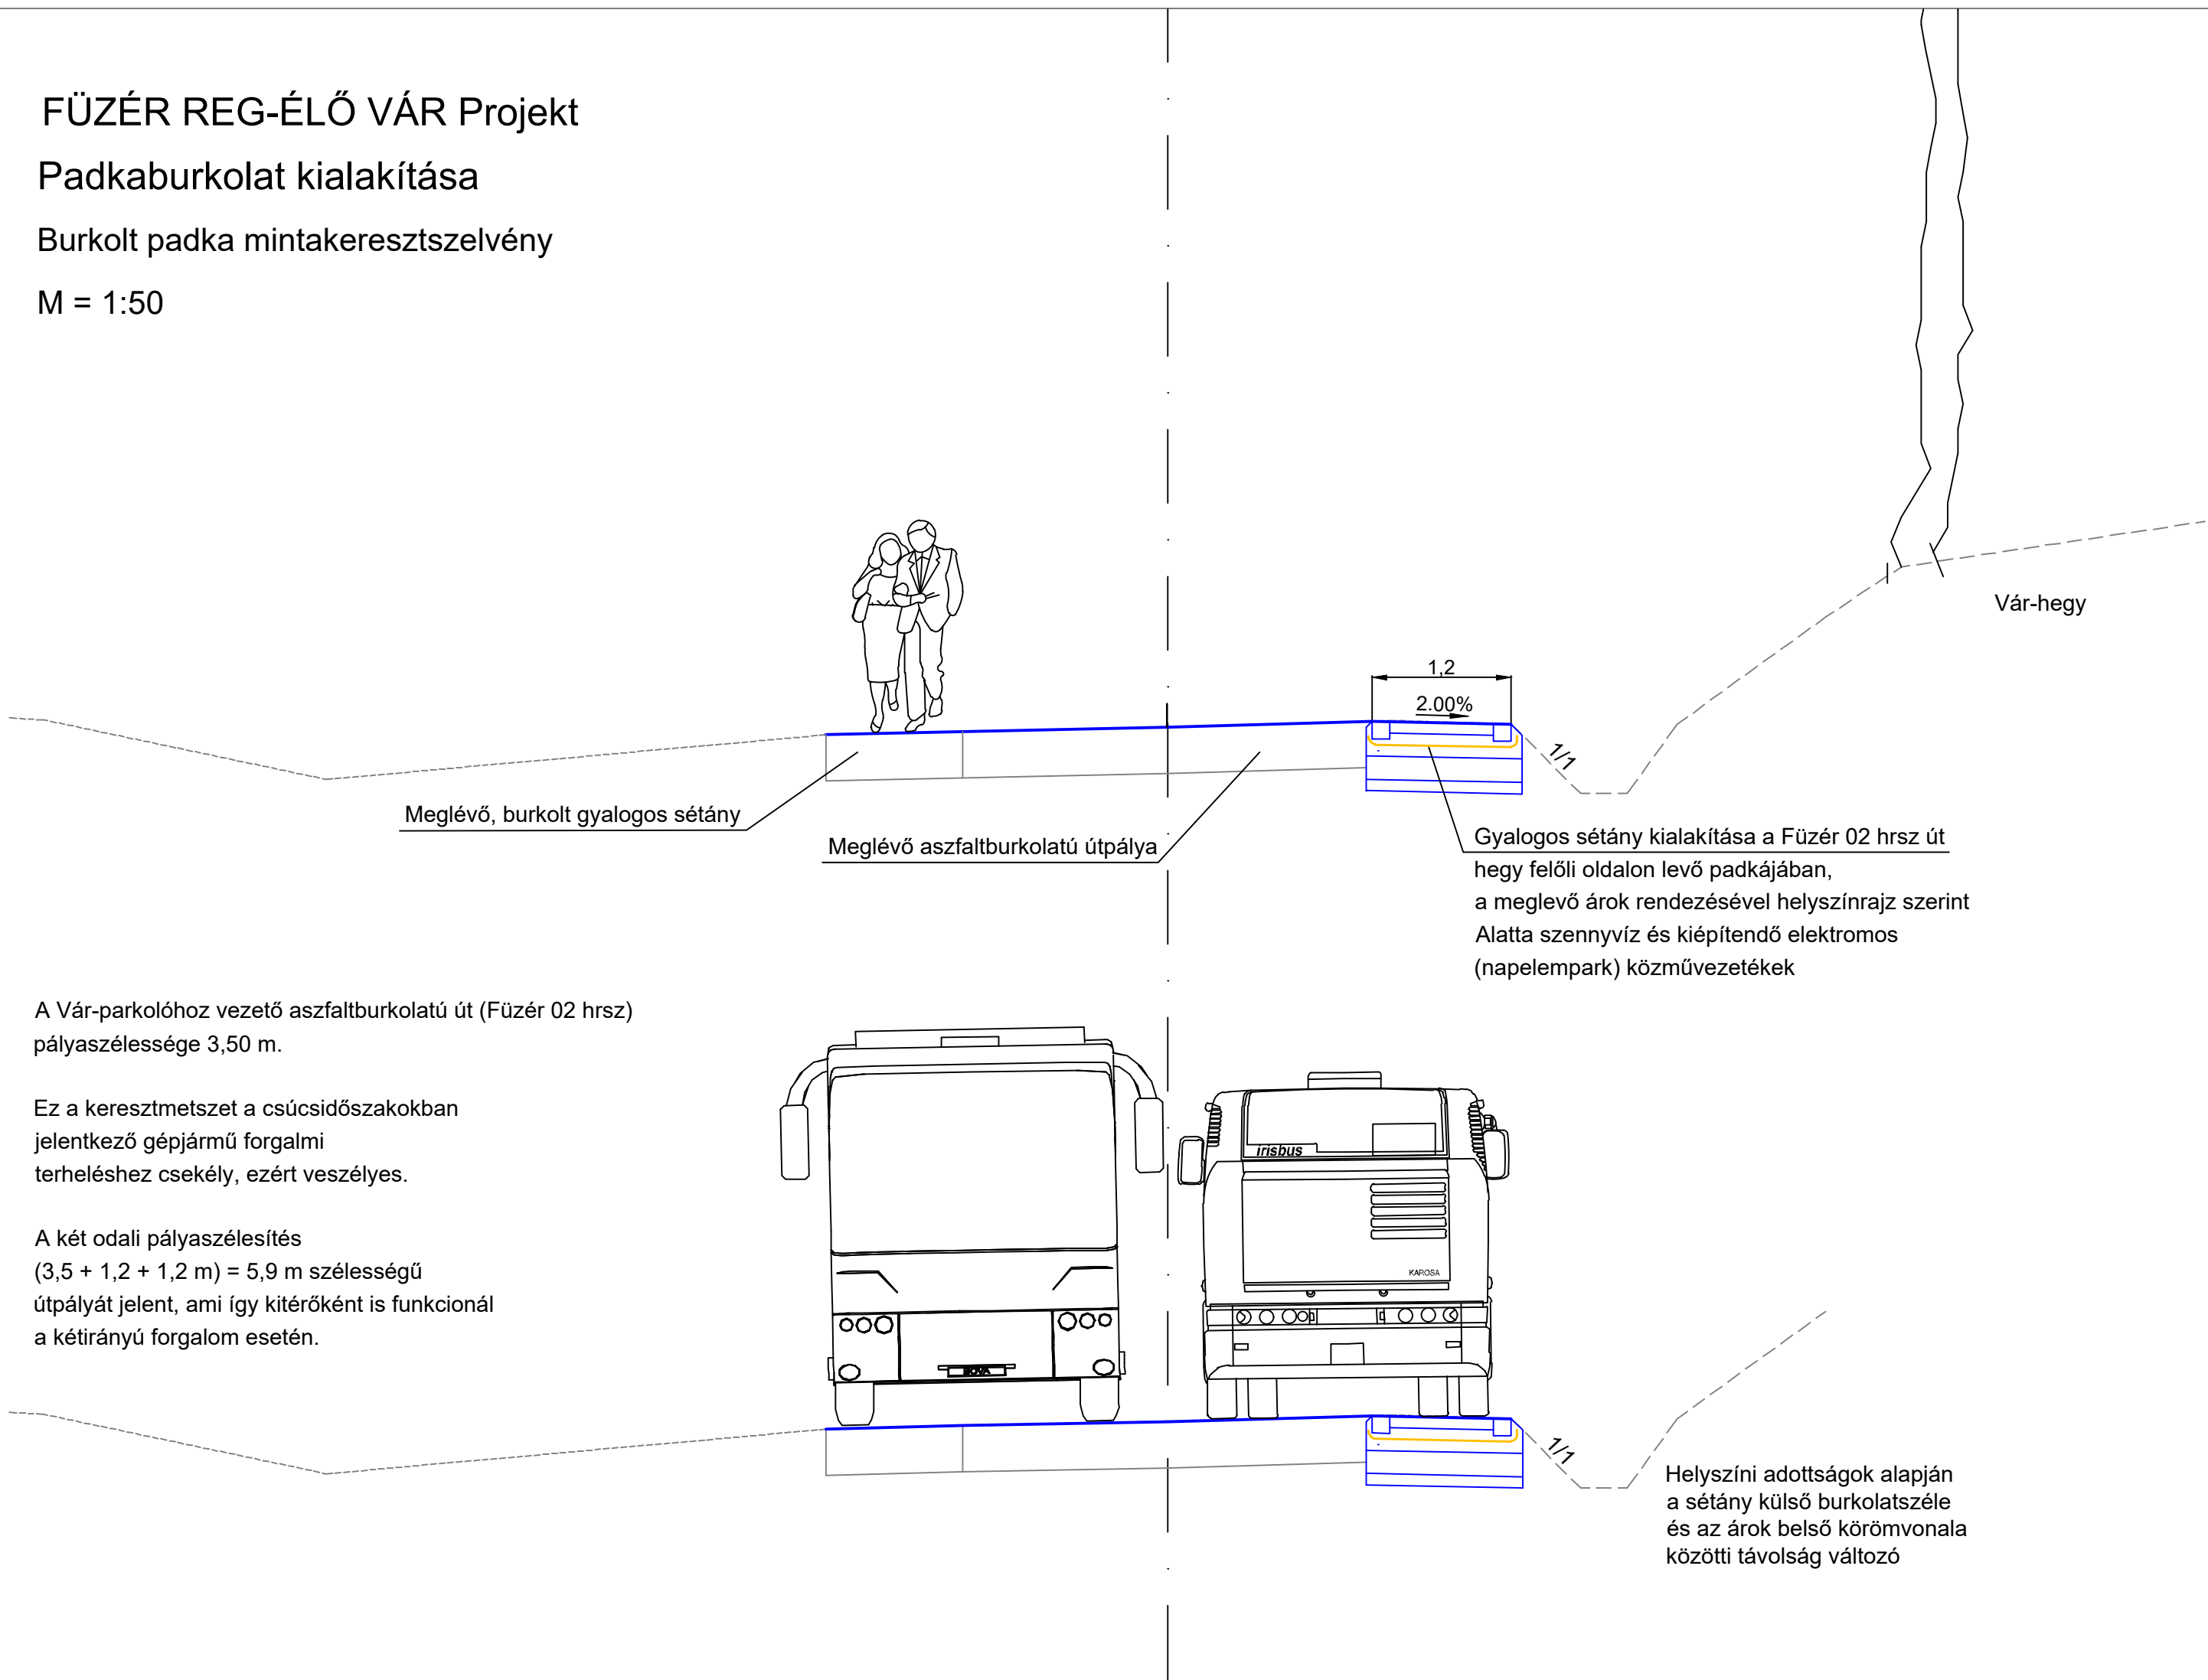 FÜZÉR REG-ÉLŐ VÁR Projekt
Padkaburkolat kialakítása
Burkolt padka mintakeresztszelvény
M = 1:50
Vár-hegy
1,2
2.00%
1/1
Meglévő, burkolt gyalogos sétány
Meglévő aszfaltburkolatú útpálya
Gyalogos sétány kialakítása a Füzér 02 hrsz út
hegy felőli oldalon levő padkájában,
a meglevő árok rendezésével helyszínrajz szerint
Alatta szennyvíz és kiépítendő elektromos
(napelempark) közművezetékek
A Vár-parkolóhoz vezető aszfaltburkolatú út (Füzér 02 hrsz)
pályaszélessége 3,50 m.
Ez a keresztmetszet a csúcsidőszakokban
jelentkező gépjármű forgalmi
terheléshez csekély, ezért veszélyes.
A két odali pályaszélesítés
(3,5 + 1,2 + 1,2 m) = 5,9 m szélességű
útpályát jelent, ami így kitérőként is funkcionál
a kétirányú forgalom esetén.
irisbus
KAROSA
BOVA
1/1
Helyszíni adottságok alapján
a sétány külső burkolatszéle
és az árok belső körömvonala
közötti távolság változó